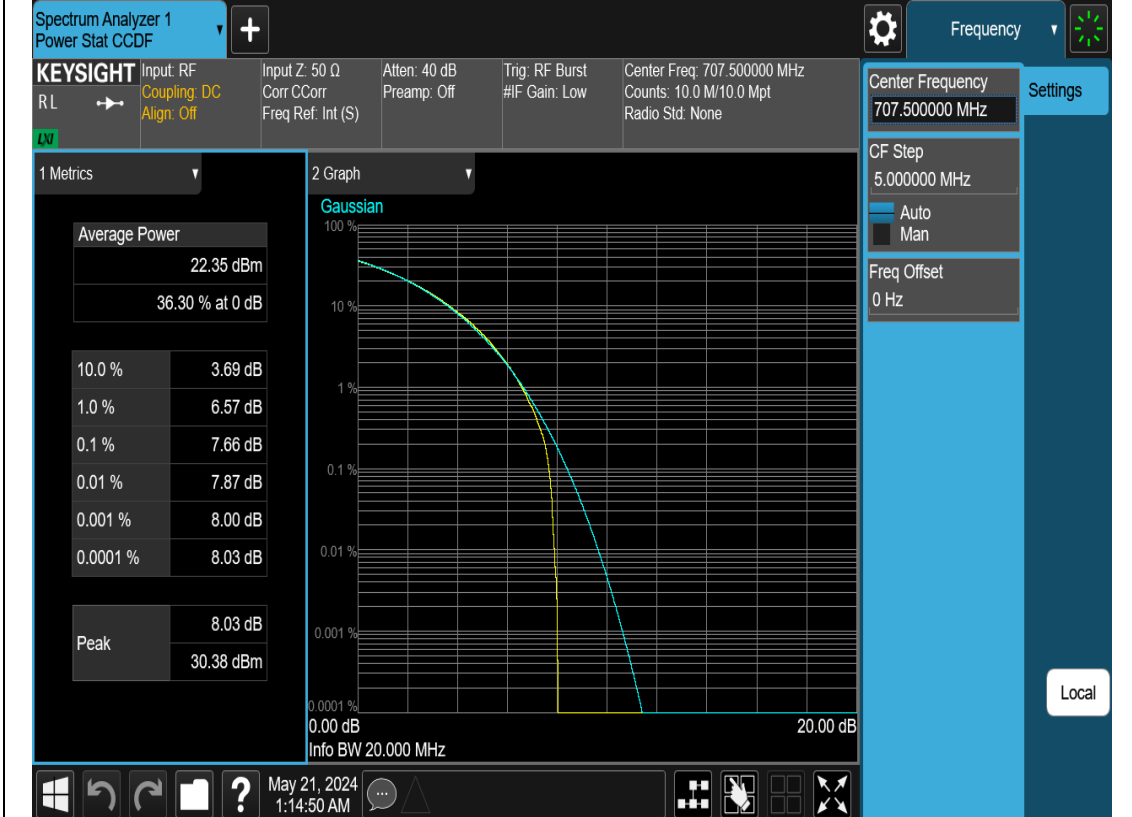 Spectrum Analyzer 1
Power Stat CCDF
+
Frequency
KEYSIGHT
RL
LXI
Input: RF
Coupling: DC
Align: Off
Input Z: 50 Ω
Corr CCorr
Freq Ref: Int (S)
Atten: 40 dB
Preamp: Off
Trig: RF Burst
#IF Gain: Low
Center Freq: 707.500000 MHz
Counts: 10.0 M/10.0 Mpt
Radio Std: None
Center Frequency
707.500000 MHz
Settings
CF Step
5.000000 MHz
Auto
Man
Freq Offset
0 Hz
1 Metrics
Average Power
22.35 dBm
36.30 % at 0 dB
10.0 % 3.69 dB
1.0 % 6.57 dB
0.1 % 7.66 dB
0.01 % 7.87 dB
0.001 % 8.00 dB
0.0001 % 8.03 dB
Peak
8.03 dB
30.38 dBm
2 Graph
Gaussian
100 %
10 %
1 %
0.1 %
0.01 %
0.001 %
0.0001 %
0.00 dB 20.00 dB
Info BW 20.000 MHz
Local
?
May 21, 2024
1:14:50 AM